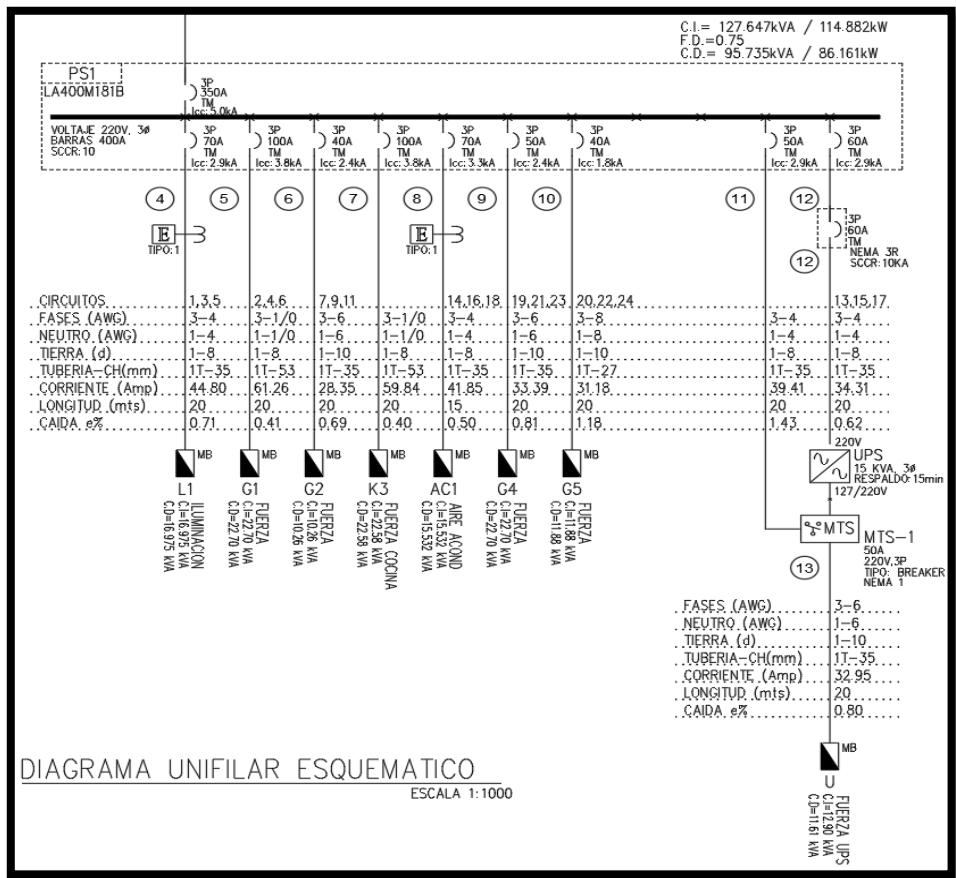 C.I.= 127.647kVA / 114.882kW
F.D.=0.75
C.D.= 95.735kVA / 86.161kW
PS1
LA400M181B
3P
350A
TM
Icc: 5.0kA
VOLTAJE 220V, 3ø
BARRAS 400A
SCCR: 10
3P
70A
TM
Icc: 2.9kA
3P
100A
TM
Icc: 3.8kA
3P
40A
TM
Icc: 2.4kA
3P
100A
TM
Icc: 3.8kA
3P
70A
TM
Icc: 3.3kA
3P
50A
TM
Icc: 2.4kA
3P
40A
TM
Icc: 1.8kA
3P
50A
TM
Icc: 2.9kA
3P
60A
TM
Icc: 2.9kA
4 5 6 7 8 9 10 11 12
E
TIPO: 1
E
TIPO: 1
3P
60A
TM
NEMA 3R
SCCR: 10KA
12
CIRCUITOS 1,3,5 2,4,6 7,9,11 14,16,18 19,21,23 20,22,24 13,15,17
FASES (AWG) 3-4 3-1/0 3-6 3-1/0 3-4 3-6 3-8 3-4 3-4
NEUTRO (AWG) 1-4 1-1/0 1-6 1-1/0 1-4 1-6 1-8 1-4 1-4
TIERRA (d) 1-8 1-8 1-10 1-8 1-8 1-10 1-10 1-8 1-8
TUBERIA-CH(mm) 1T-35 1T-53 1T-35 1T-53 1T-35 1T-35 1T-27 1T-35 1T-35
CORRIENTE (Amp) 44.80 61.26 28.35 59.84 41.85 33.39 31.18 39.41 34.31
LONGITUD (mts) 20 20 20 20 15 20 20 20 20
CAIDA e% 0.71 0.41 0.69 0.40 0.50 0.81 1.18 1.43 0.62
MB MB MB MB MB MB MB
L1 G1 G2 K3 AC1 G4 G5
ILUMINACION
C.I=16.975 kVA
C.D=16.975 kVA
FUERZA
C.I=22.70 kVA
C.D=22.70 kVA
FUERZA
C.I=10.26 kVA
C.D=10.26 kVA
FUERZA COCINA
C.I=22.58 kVA
C.D=22.58 kVA
AIRE ACOND
C.I=15.532 kVA
C.D=15.532 kVA
FUERZA
C.I=22.70 kVA
C.D=22.70 kVA
FUERZA
C.I=11.88 kVA
C.D=11.88 kVA
220V
UPS
15 KVA, 3ø
RESPALDO: 15min
127/220V
MTS
MTS-1
50A
220V,3P
TIPO: BREAKER
NEMA 1
13
FASES (AWG) 3-6
NEUTRO (AWG) 1-6
TIERRA (d) 1-10
TUBERIA-CH(mm) 1T-35
CORRIENTE (Amp) 32.95
LONGITUD (mts) 20
CAIDA e% 0.80
MB
U
FUERZA UPS
C.I=12.90 kVA
C.D=11.61 kVA
DIAGRAMA UNIFILAR ESQUEMATICO
ESCALA 1:1000